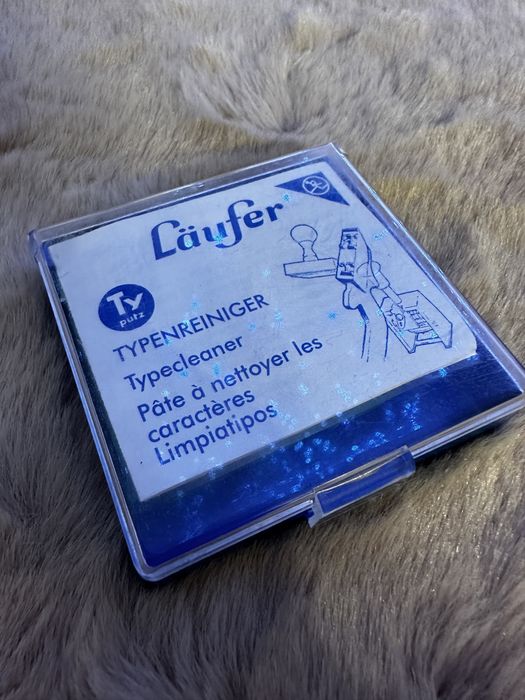 Läufer
Ty
putz
TYPENREINIGER
Typecleaner
Pâte à nettoyer les
caractères
Limpiatipos